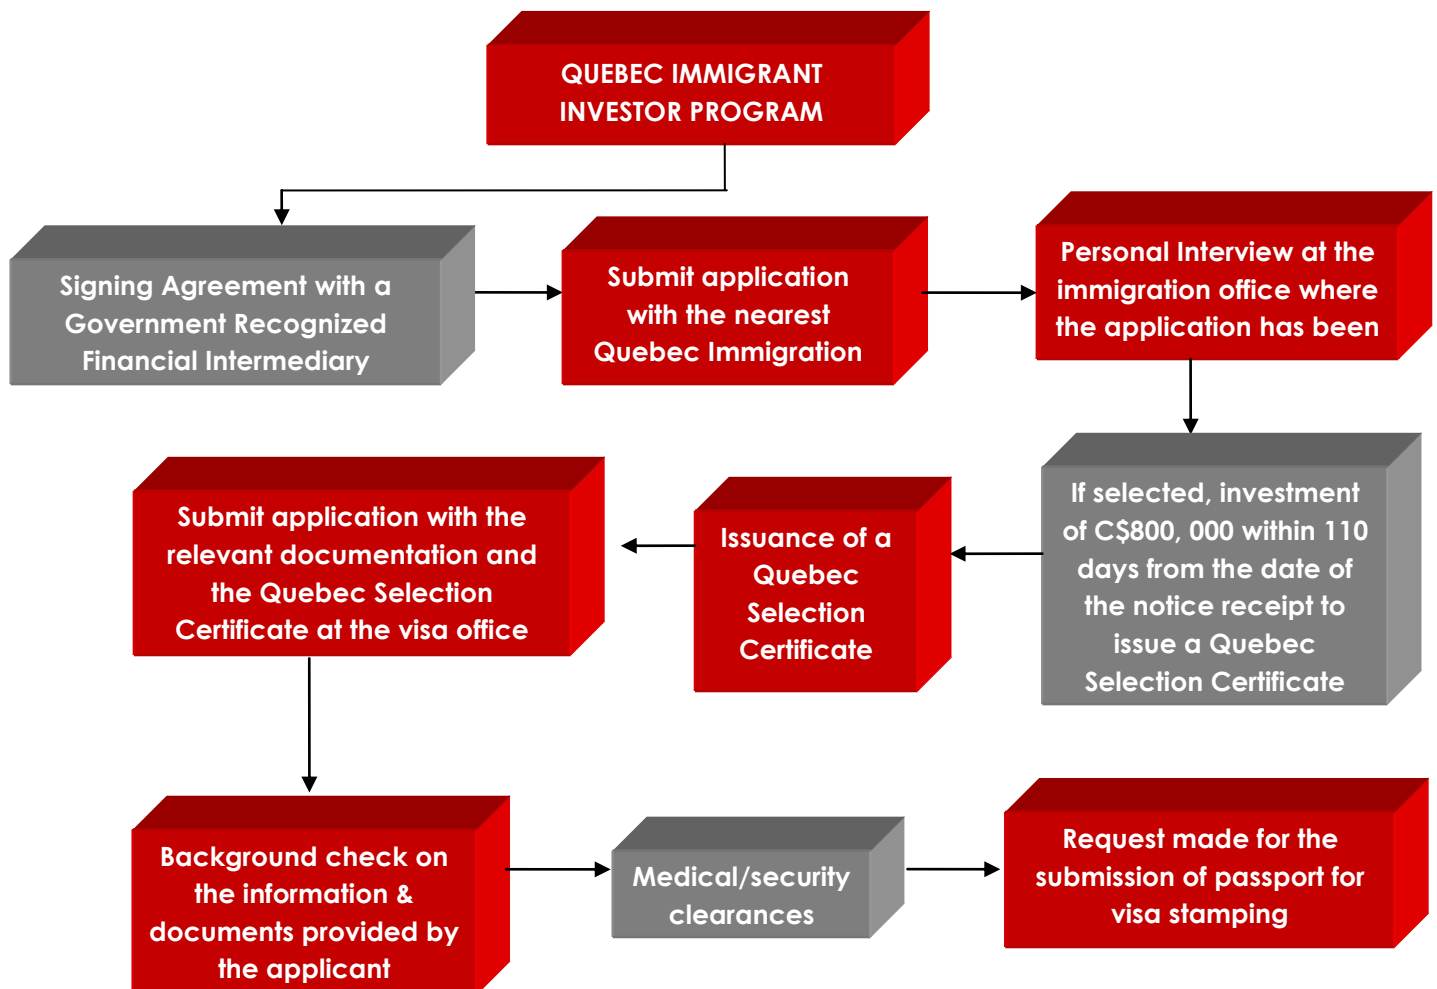 QUEBEC IMMIGRANT
INVESTOR PROGRAM
Signing Agreement with a
Government Recognized
Financial Intermediary
Submit application
with the nearest
Quebec Immigration
Personal Interview at the
immigration office where
the application has been
If selected, investment
of C$800, 000 within 110
days from the date of
the notice receipt to
issue a Quebec
Selection Certificate
Issuance of a
Quebec
Selection
Certificate
Submit application with the
relevant documentation and
the Quebec Selection
Certificate at the visa office
Background check on
the information &
documents provided by
the applicant
Medical/security
clearances
Request made for the
submission of passport for
visa stamping